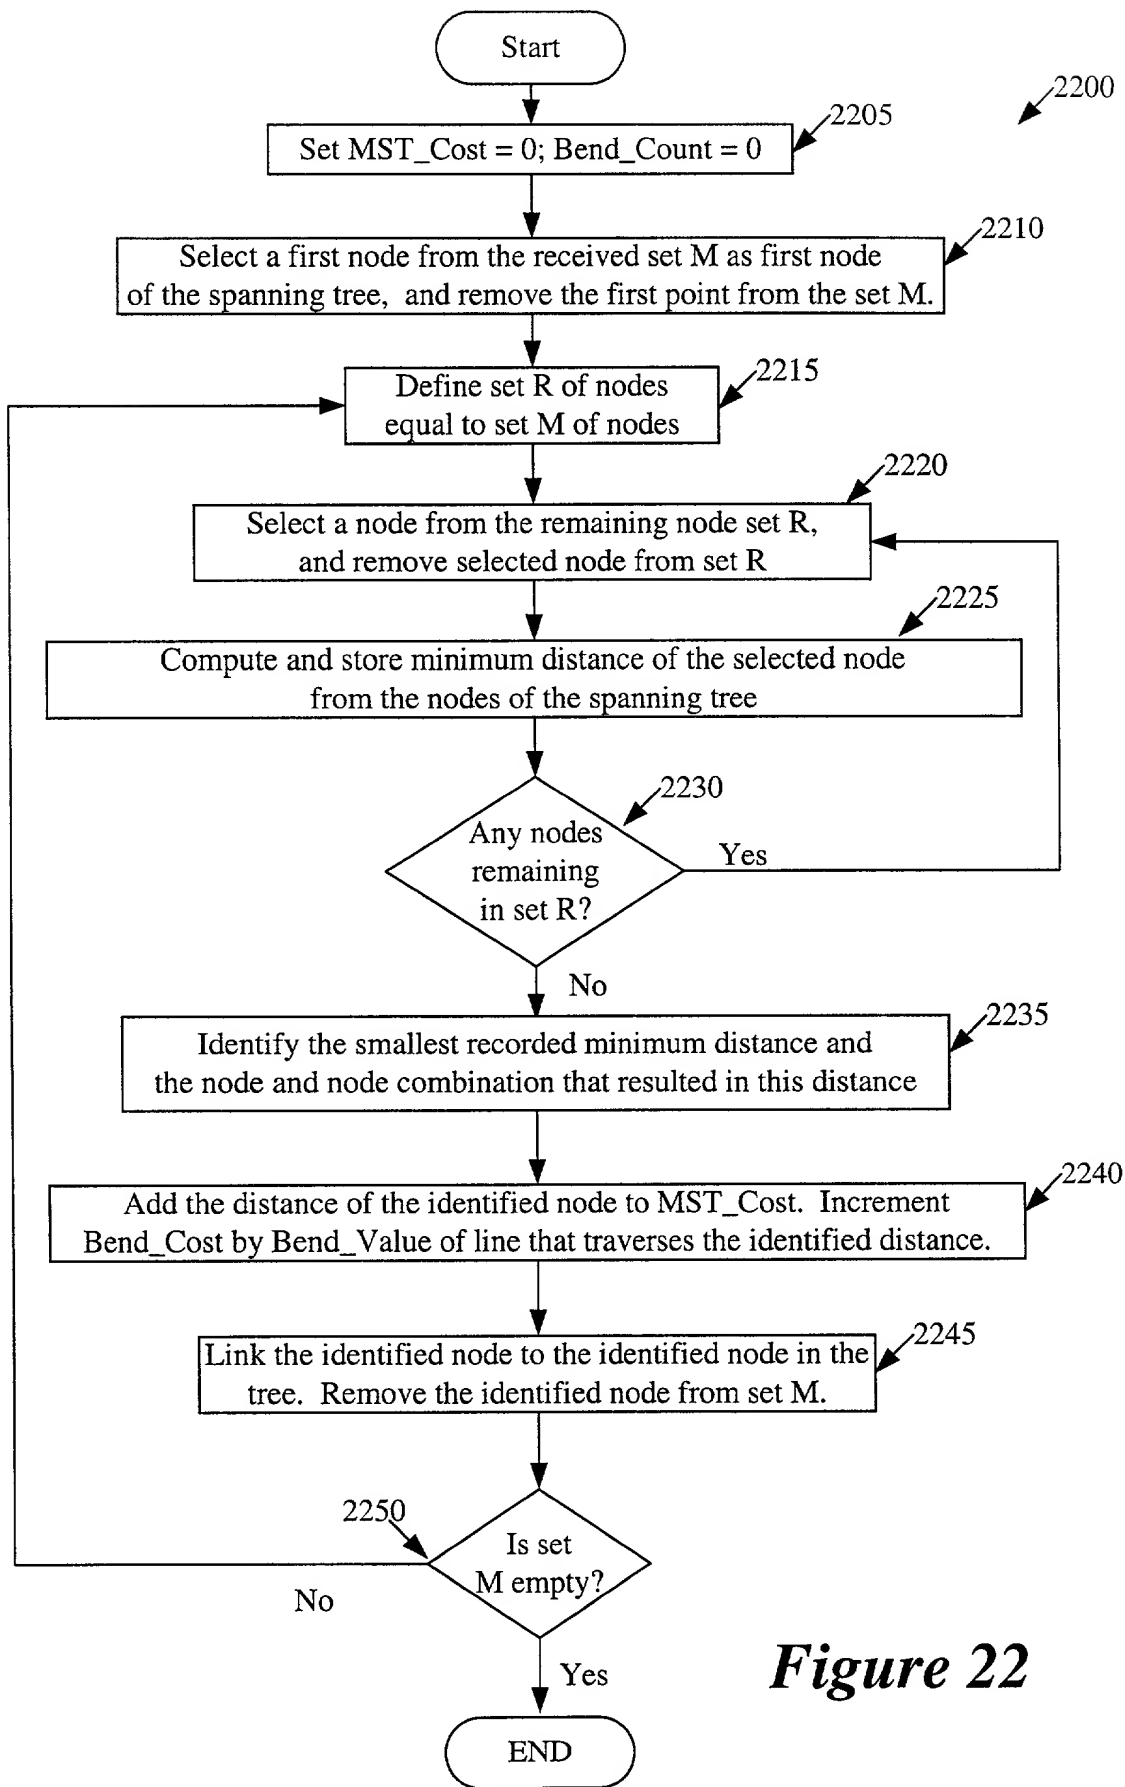 Start
2200
2205
Set MST_Cost = 0; Bend_Count = 0
2210
Select a first node from the received set M as first node
of the spanning tree, and remove the first point from the set M.
2215
Define set R of nodes
equal to set M of nodes
2220
Select a node from the remaining node set R,
and remove selected node from set R
2225
Compute and store minimum distance of the selected node
from the nodes of the spanning tree
2230
Any nodes
remaining
in set R?
Yes
No
2235
Identify the smallest recorded minimum distance and
the node and node combination that resulted in this distance
2240
Add the distance of the identified node to MST_Cost. Increment
Bend_Cost by Bend_Value of line that traverses the identified distance.
2245
Link the identified node to the identified node in the
tree. Remove the identified node from set M.
2250
Is set
M empty?
No
Yes
Figure 22
END